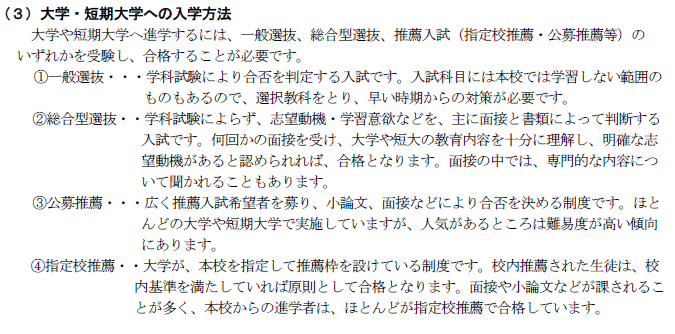 （３）大学・短期大学への入学方法
大学や短期大学へ進学するには、一般選抜、総合型選抜、推薦入試（指定校推薦・公募推薦等）の
いずれかを受験し、合格することが必要です。
①一般選抜・・・学科試験により合否を判定する入試です。入試科目には本校では学習しない範囲の
ものもあるので、選択教科をとり、早い時期からの対策が必要です。
②総合型選抜・・学科試験によらず、志望動機・学習意欲などを、主に面接と書類によって判断する
入試です。何回かの面接を受け、大学や短大の教育内容を十分に理解し、明確な志
望動機があると認められれば、合格となります。面接の中では、専門的な内容につ
いて聞かれることもあります。
③公募推薦・・・広く推薦入試希望者を募り、小論文、面接などにより合否を決める制度です。ほと
んどの大学や短期大学で実施していますが、人気があるところは難易度が高い傾向
にあります。
④指定校推薦・・大学が、本校を指定して推薦枠を設けている制度です。校内推薦された生徒は、校
内基準を満たしていれば原則として合格となります。面接や小論文などが課されるこ
とが多く、本校からの進学者は、ほとんどが指定校推薦で合格しています。